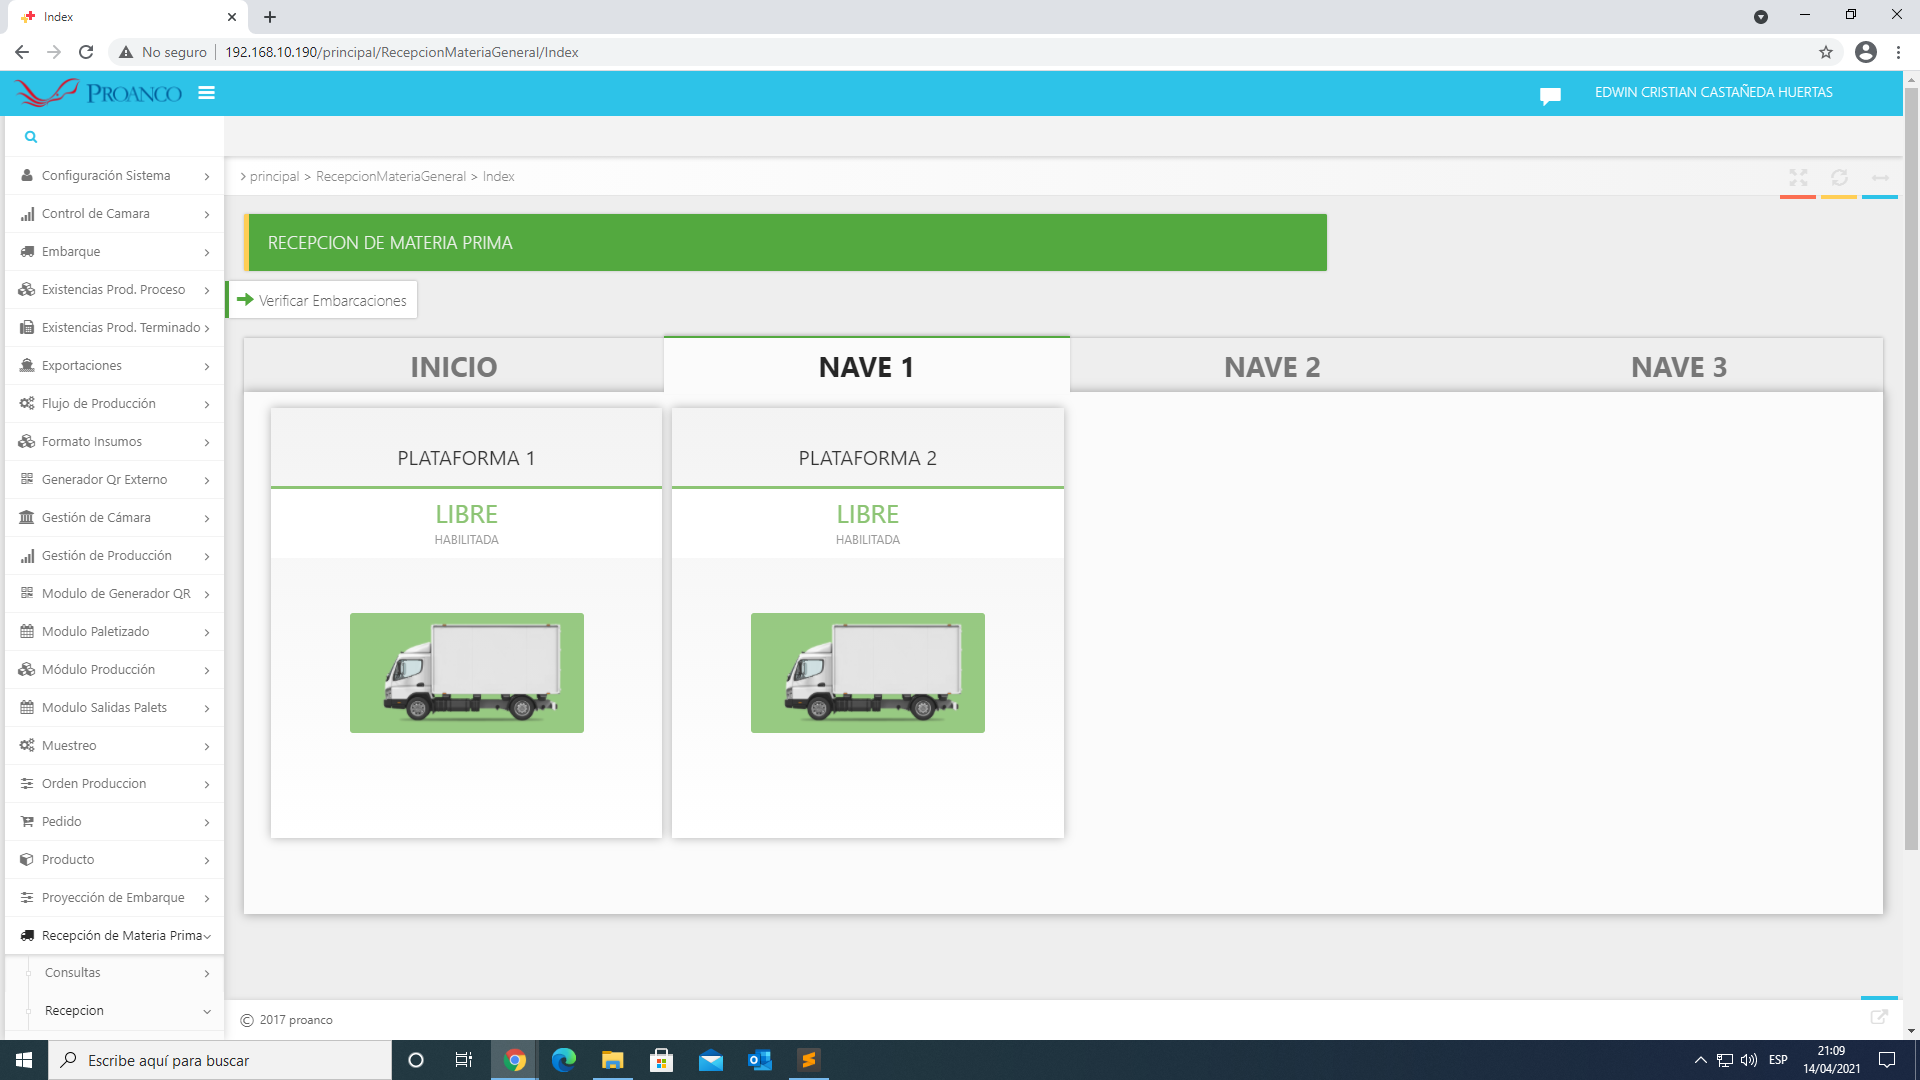 Index
No seguro
192.168.10.190/principal/RecepcionMateriaGeneral/Index
PROANCO
EDWIN CRISTIAN CASTAÑEDA HUERTAS
Configuración Sistema
Control de Camara
Embarque
Existencias Prod. Proceso
Existencias Prod. Terminado
Exportaciones
Flujo de Producción
Formato Insumos
Generador Qr Externo
Gestión de Cámara
Gestión de Producción
Modulo de Generador QR
Modulo Paletizado
Módulo Producción
Modulo Salidas Palets
Muestreo
Orden Produccion
Pedido
Producto
Proyección de Embarque
Recepción de Materia Prima
Consultas
Recepcion
> principal > RecepcionMateriaGeneral > Index
RECEPCION DE MATERIA PRIMA
Verificar Embarcaciones
INICIO
NAVE 1
NAVE 2
NAVE 3
PLATAFORMA 1
LIBRE
HABILITADA
PLATAFORMA 2
LIBRE
HABILITADA
© 2017 proanco
Escribe aquí para buscar
ESP
21:09
14/04/2021